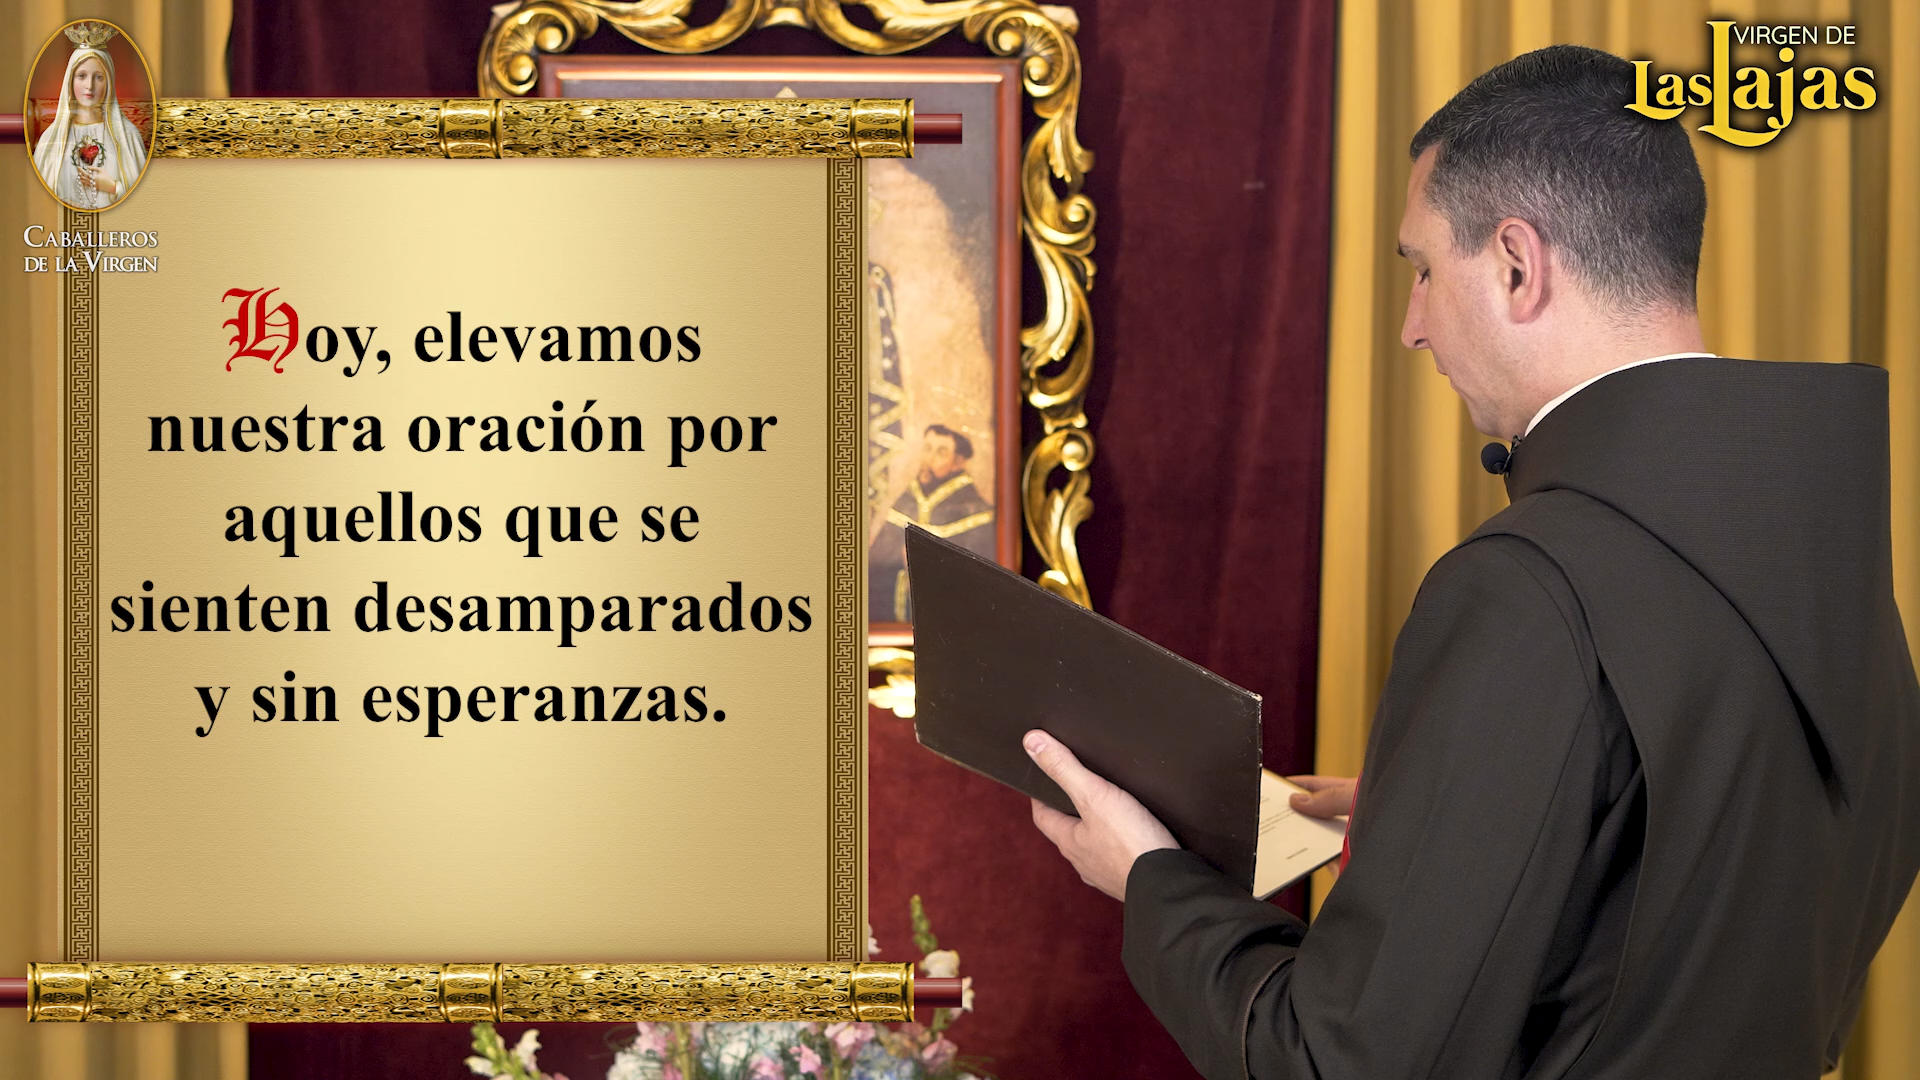 CABALLEROS
DE LA VIRGEN
VIRGEN DE
Las Lajas
Hoy, elevamos
nuestra oración por
aquellos que se
sienten desamparados
y sin esperanzas.